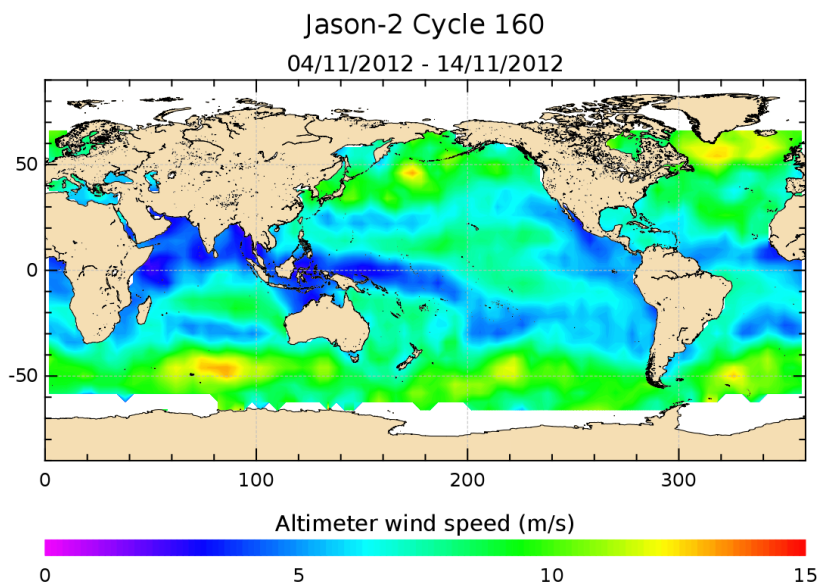 Jason-2 Cycle 160
04/11/2012 - 14/11/2012
50
0
-50
0 100 200 300
Altimeter wind speed (m/s)
0 5 10 15